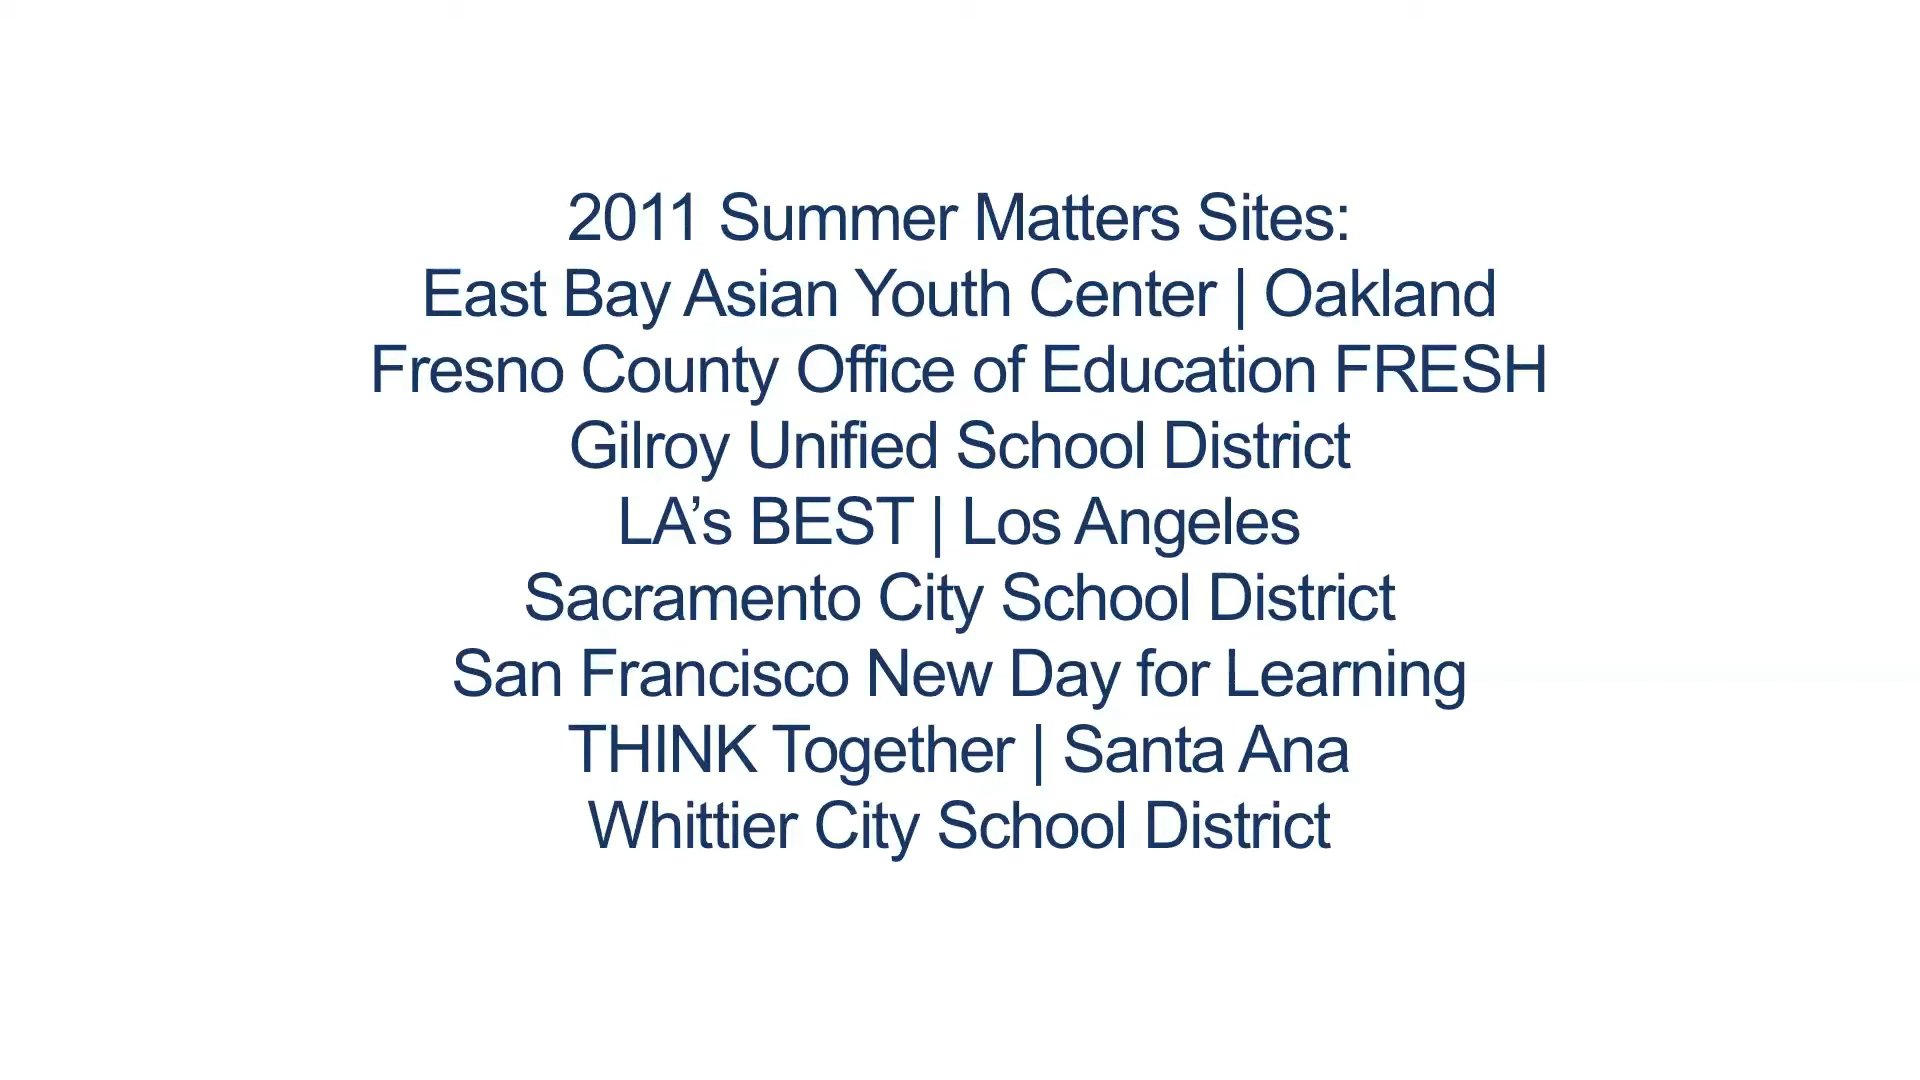 2011 Summer Matters Sites:
East Bay Asian Youth Center | Oakland
Fresno County Office of Education FRESH
Gilroy Unified School District
LA’s BEST | Los Angeles
Sacramento City School District
San Francisco New Day for Learning
THINK Together | Santa Ana
Whittier City School District